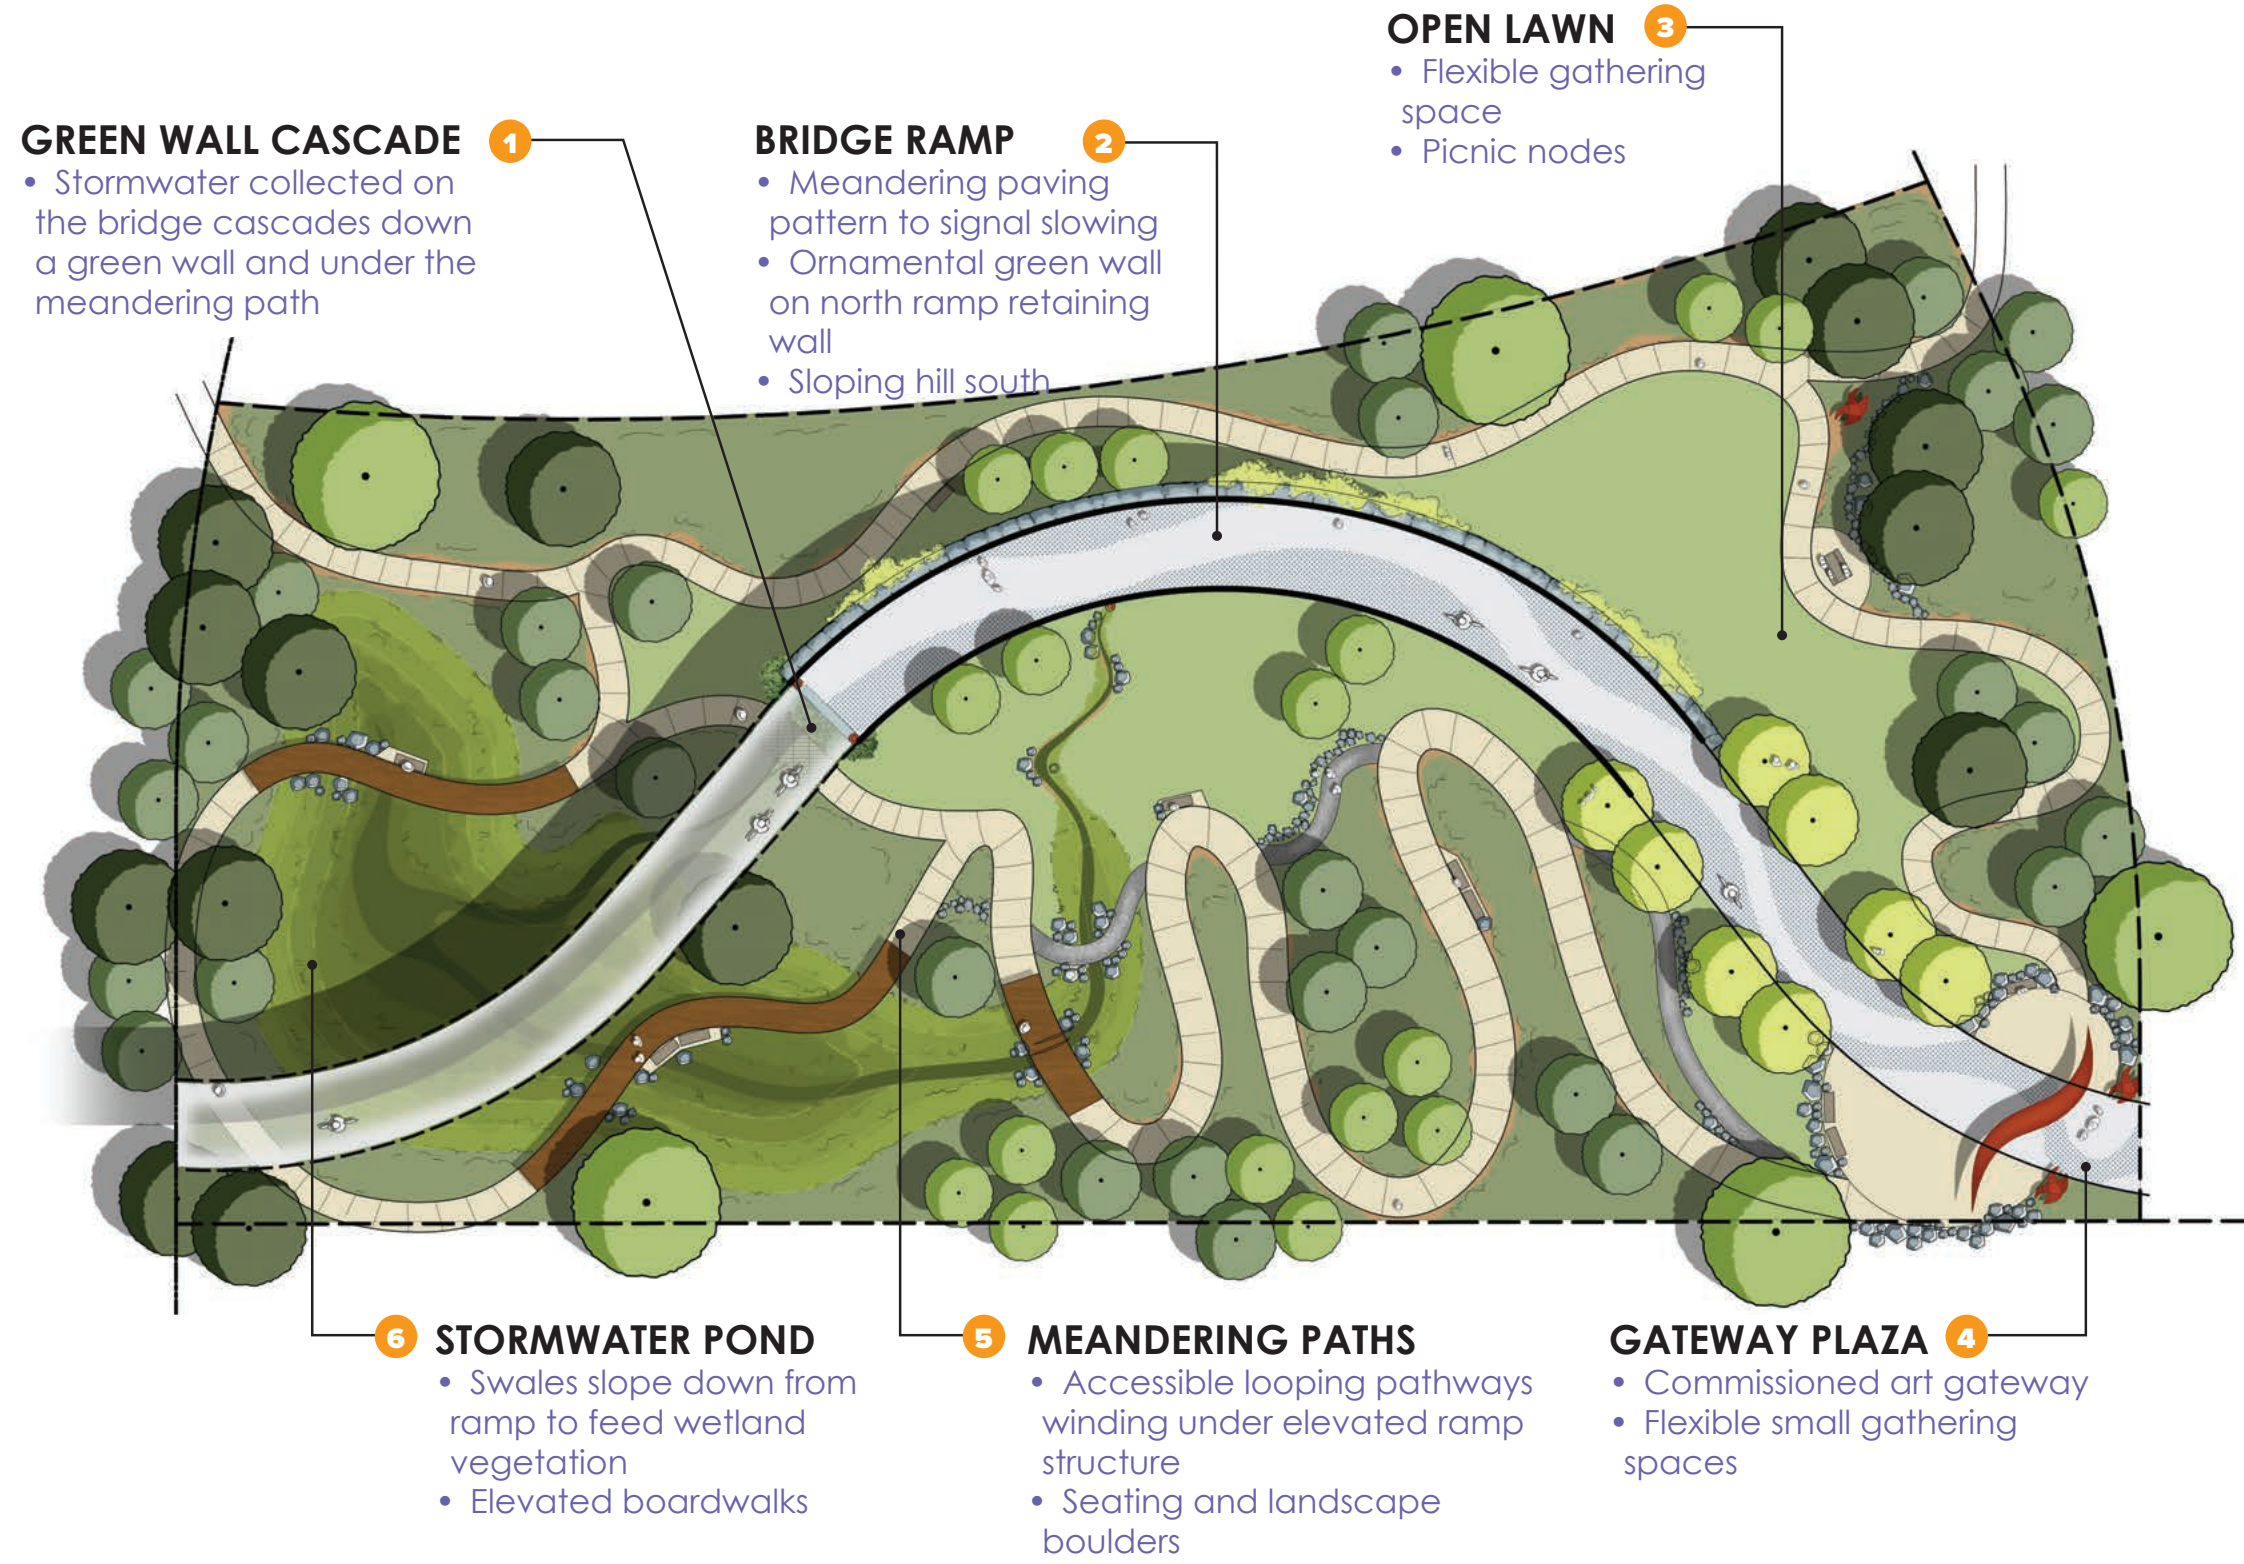 OPEN LAWN 3
• Flexible gathering
space
• Picnic nodes
GREEN WALL CASCADE 1
• Stormwater collected on
the bridge cascades down
a green wall and under the
meandering path
BRIDGE RAMP 2
• Meandering paving
pattern to signal slowing
• Ornamental green wall
on north ramp retaining
wall
• Sloping hill south
6 STORMWATER POND
• Swales slope down from
ramp to feed wetland
vegetation
• Elevated boardwalks
5 MEANDERING PATHS
• Accessible looping pathways
winding under elevated ramp
structure
• Seating and landscape
boulders
GATEWAY PLAZA 4
• Commissioned art gateway
• Flexible small gathering
spaces